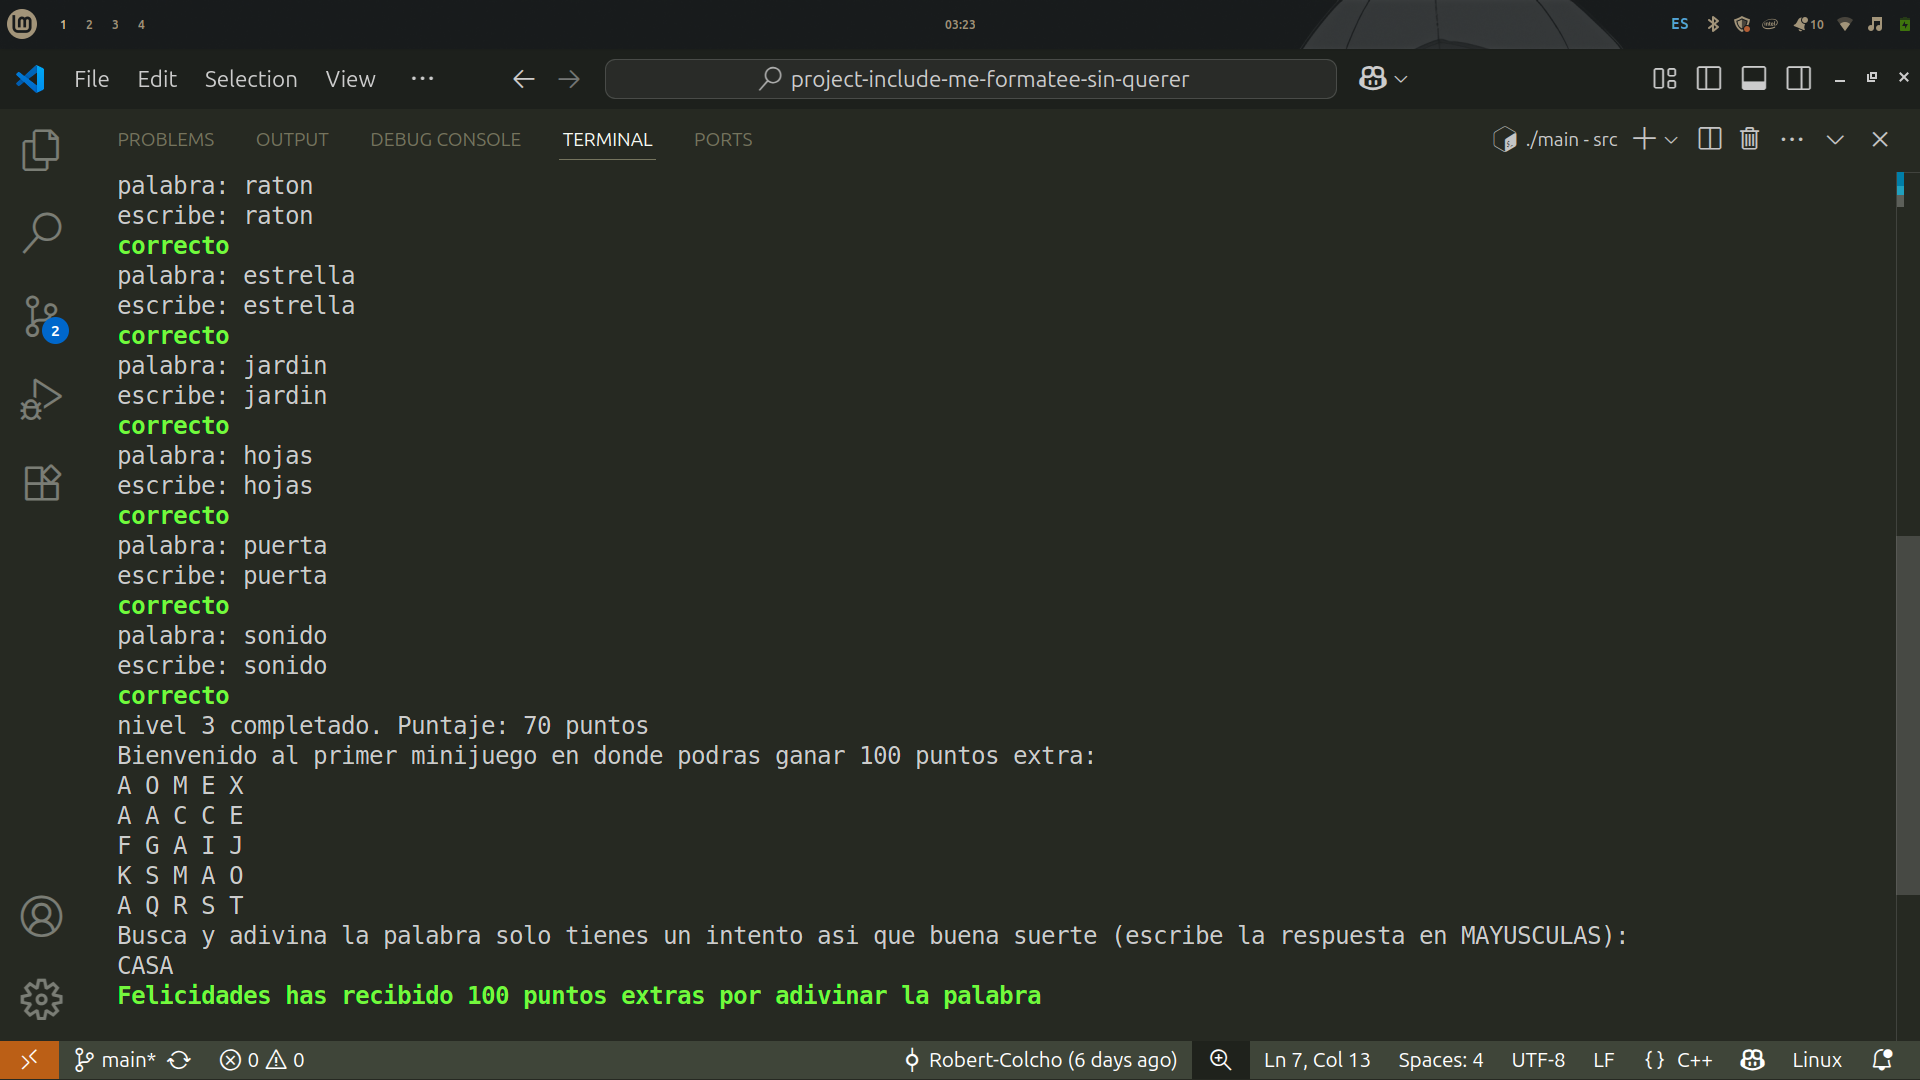 1 2 3 4 03:23 ES intel 10
File Edit Selection View ··· project-include-me-formatee-sin-querer
PROBLEMS OUTPUT DEBUG CONSOLE TERMINAL PORTS ./main - src
palabra: raton
escribe: raton
correcto
palabra: estrella
escribe: estrella
correcto
palabra: jardin
escribe: jardin
correcto
palabra: hojas
escribe: hojas
correcto
palabra: puerta
escribe: puerta
correcto
palabra: sonido
escribe: sonido
correcto
nivel 3 completado. Puntaje: 70 puntos
Bienvenido al primer minijuego en donde podras ganar 100 puntos extra:
A O M E X
A A C C E
F G A I J
K S M A O
A Q R S T
Busca y adivina la palabra solo tienes un intento asi que buena suerte (escribe la respuesta en MAYUSCULAS):
CASA
Felicidades has recibido 100 puntos extras por adivinar la palabra
2
main* 0 0 Robert-Colcho (6 days ago) Ln 7, Col 13 Spaces: 4 UTF-8 LF {} C++ Linux